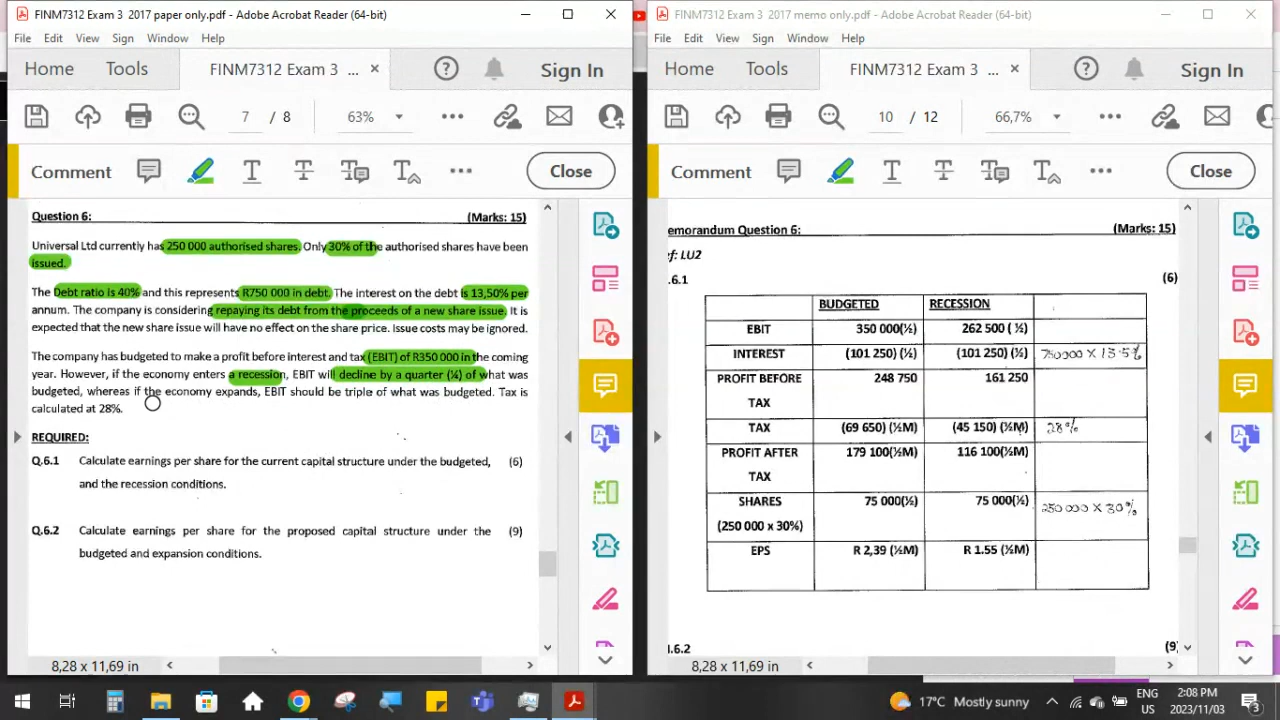 FINM7312 Exam 3 2017 paper only.pdf - Adobe Acrobat Reader (64-bit)
File Edit View Sign Window Help
Home Tools FINM7312 Exam 3 ... × ? Sign In
7 / 8 63%
Comment Close
Question 6: (Marks: 15)
Universal Ltd currently has 250 000 authorised shares. Only 30% of the authorised shares have been
issued.
The Debt ratio is 40% and this represents R750 000 in debt. The interest on the debt is 13,50% per
annum. The company is considering repaying its debt from the proceeds of a new share issue. It is
expected that the new share issue will have no effect on the share price. Issue costs may be ignored.
The company has budgeted to make a profit before interest and tax (EBIT) of R350 000 in the coming
year. However, if the economy enters a recession, EBIT will decline by a quarter (¼) of what was
budgeted, whereas if the economy expands, EBIT should be triple of what was budgeted. Tax is
calculated at 28%.
REQUIRED:
Q.6.1 Calculate earnings per share for the current capital structure under the budgeted, (6)
and the recession conditions.
Q.6.2 Calculate earnings per share for the proposed capital structure under the (9)
budgeted and expansion conditions.
8,28 x 11,69 in
FINM7312 Exam 3 2017 memo only.pdf - Adobe Acrobat Reader (64-bit)
File Edit View Sign Window Help
Home Tools FINM7312 Exam 3 ... × ? Sign In
10 / 12 66,7%
Comment Close
emorandum Question 6: (Marks: 15)
ef: LU2
.6.1 (6)
BUDGETED RECESSION
EBIT 350 000(½) 262 500 ( ½)
INTEREST (101 250) (½) (101 250) (½) 750000 × 13.5%
PROFIT BEFORE 248 750 161 250
TAX
TAX (69 650) (½M) (45 150) (½M) 28%
PROFIT AFTER 179 100(½M) 116 100(½M)
TAX
SHARES 75 000(½) 75 000(½) 250 000 × 30%
(250 000 x 30%)
EPS R 2,39 (½M) R 1.55 (½M)
.6.2 (9)
8,28 x 11,69 in
17°C Mostly sunny
ENG
US
2:08 PM
2023/11/03
3